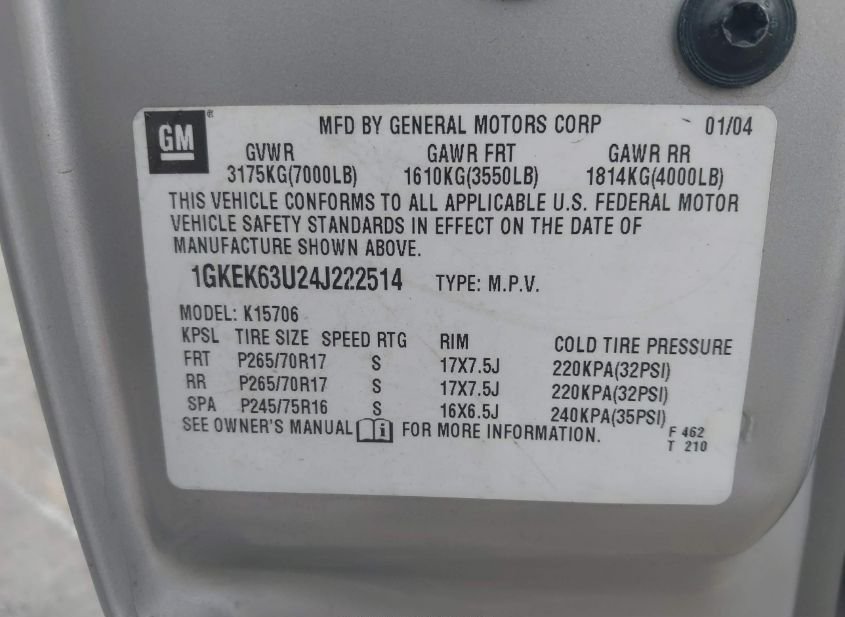 GM ®
MFD BY GENERAL MOTORS CORP 01/04
GVWR GAWR FRT GAWR RR
3175KG(7000LB) 1610KG(3550LB) 1814KG(4000LB)
THIS VEHICLE CONFORMS TO ALL APPLICABLE U.S. FEDERAL MOTOR
VEHICLE SAFETY STANDARDS IN EFFECT ON THE DATE OF
MANUFACTURE SHOWN ABOVE.
1GKEK63U24J222514 TYPE: M.P.V.
MODEL: K15706
KPSL TIRE SIZE SPEED RTG RIM COLD TIRE PRESSURE
FRT P265/70R17 S 17X7.5J 220KPA(32PSI)
RR P265/70R17 S 17X7.5J 220KPA(32PSI)
SPA P245/75R16 S 16X6.5J 240KPA(35PSI)
SEE OWNER'S MANUAL i FOR MORE INFORMATION.
F 462
T 210